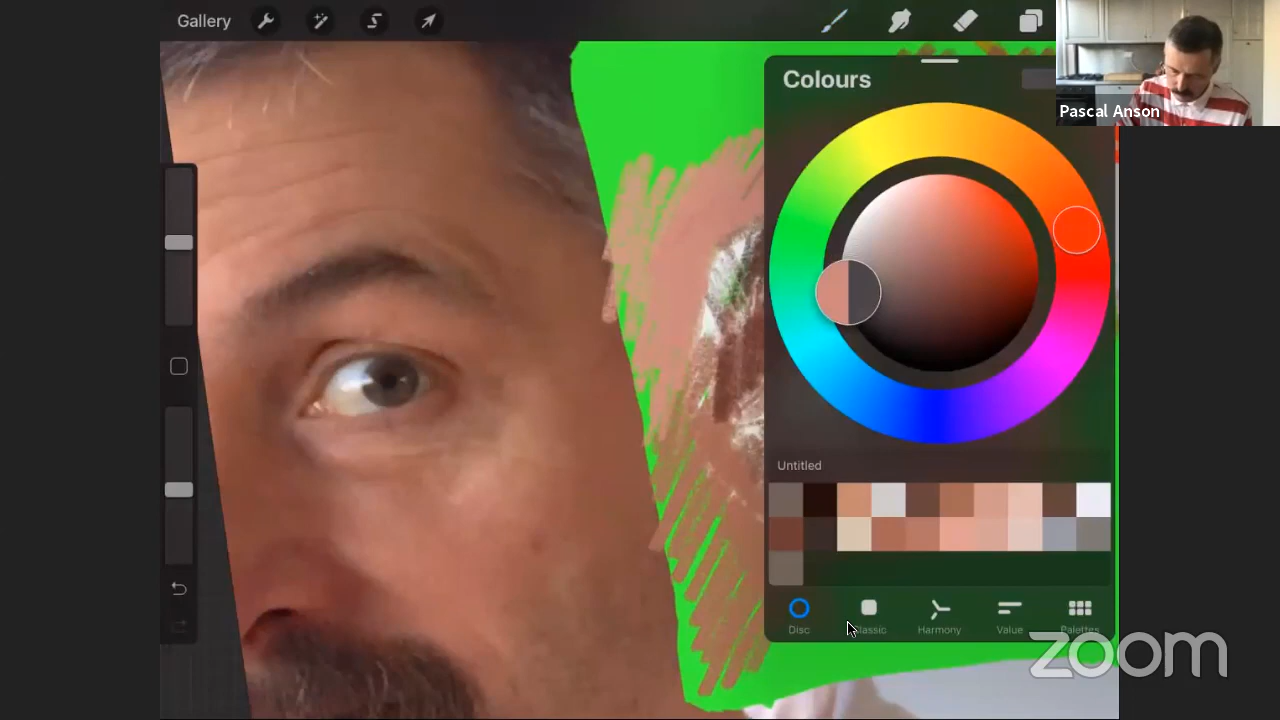 Gallery
Colours
Pascal Anson
Untitled
Disc
Classic
Harmony
Value
Palettes
zoom